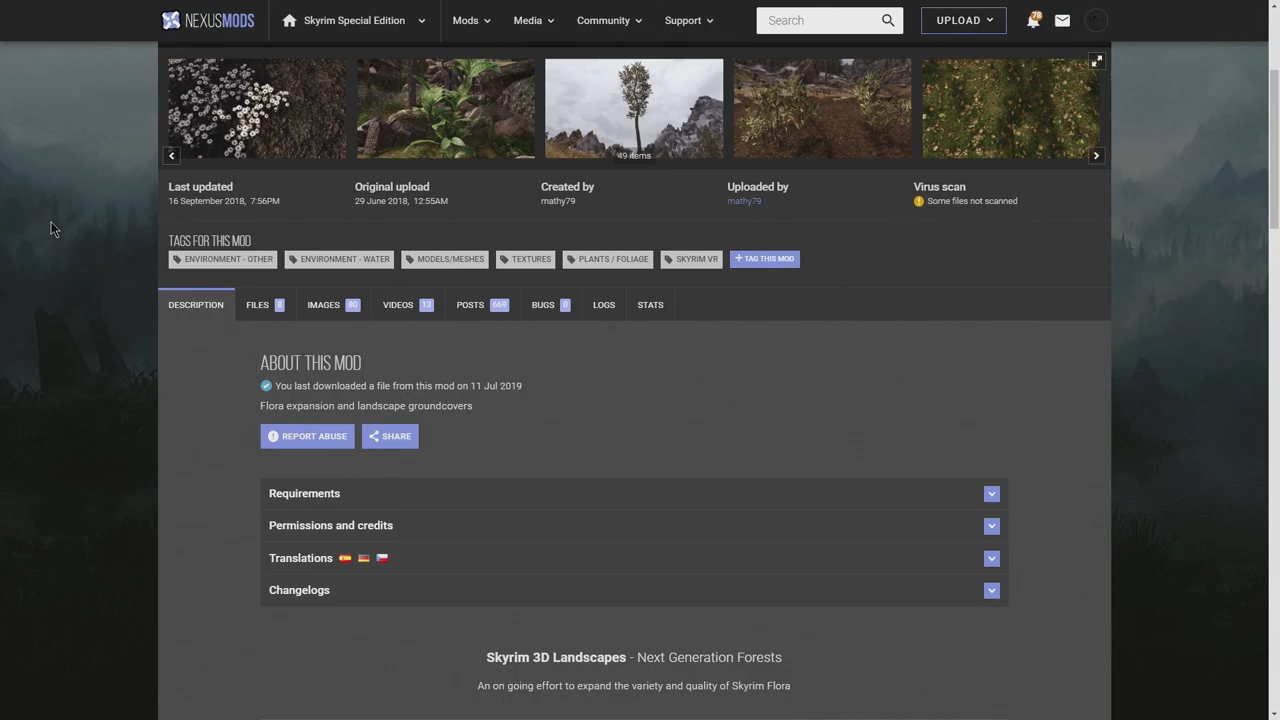 NEXUSMODS
Skyrim Special Edition
Mods
Media
Community
Support
Search
UPLOAD
78
49 items
Last updated
16 September 2018, 7:56PM
Original upload
29 June 2018, 12:55AM
Created by
mathy79
Uploaded by
mathy79
Virus scan
Some files not scanned
TAGS FOR THIS MOD
ENVIRONMENT - OTHER
ENVIRONMENT - WATER
MODELS/MESHES
TEXTURES
PLANTS / FOLIAGE
SKYRIM VR
+ TAG THIS MOD
DESCRIPTION
FILES 8
IMAGES 80
VIDEOS 13
POSTS 669
BUGS 0
LOGS
STATS
ABOUT THIS MOD
You last downloaded a file from this mod on 11 Jul 2019
Flora expansion and landscape groundcovers
REPORT ABUSE
SHARE
Requirements
Permissions and credits
Translations
Changelogs
Skyrim 3D Landscapes - Next Generation Forests
An on going effort to expand the variety and quality of Skyrim Flora